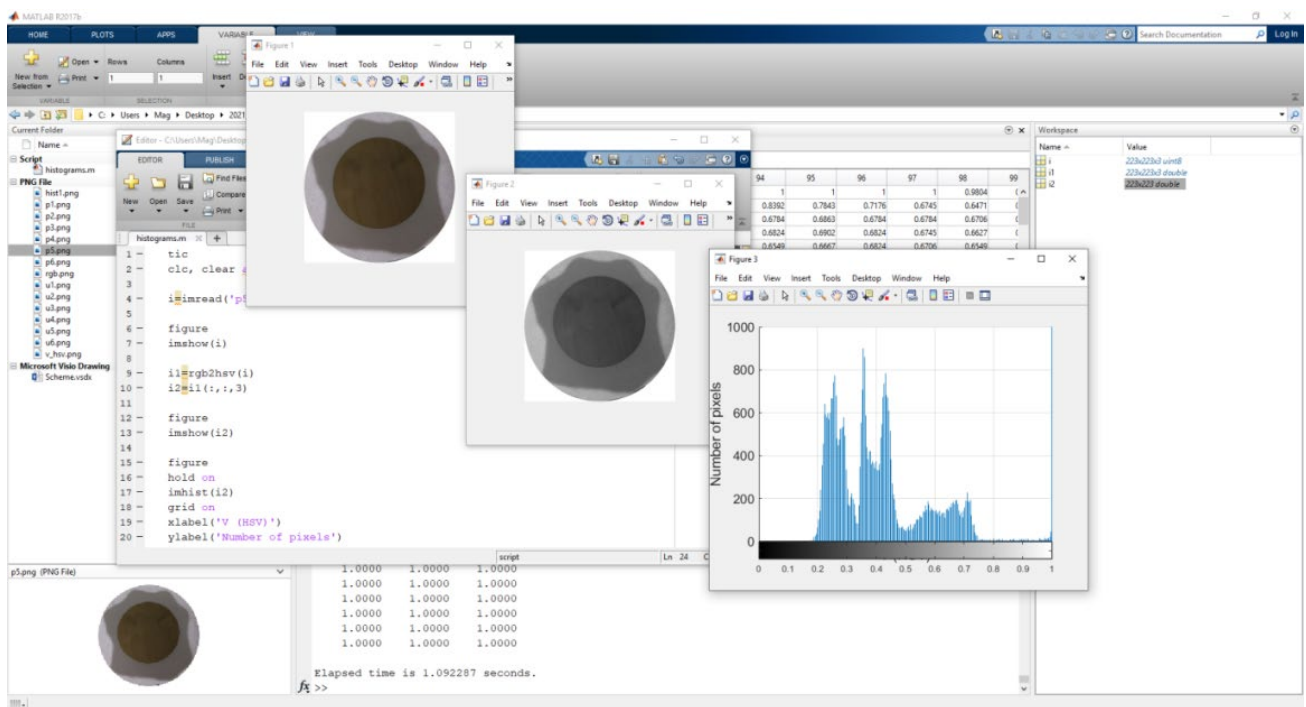 MATLAB R2017b
HOME PLOTS APPS VARIABLE VIEW
Search Documentation Log In
New from Selection
Open Rows Columns
Print 1 1 Insert
VARIABLE SELECTION
C: Users Mag Desktop 2021
Current Folder
Name
Script
histograms.m
PNG File
hist1.png
p1.png
p2.png
p3.png
p4.png
p5.png
p6.png
rgb.png
u1.png
u2.png
u3.png
u4.png
u5.png
u6.png
v_hsv.png
Microsoft Visio Drawing
Scheme.vsdx
p5.png (PNG File)
Editor - C:\Users\Mag\Desktop
EDITOR PUBLISH
New Open Save Find Files
Compare
Print
FILE
histograms.m
1 tic
2 clc, clear
3
4 i=imread('p5
5
6 figure
7 imshow(i)
8
9 i1=rgb2hsv(i)
10 i2=i1(:,:,3)
11
12 figure
13 imshow(i2)
14
15 figure
16 hold on
17 imhist(i2)
18 grid on
19 xlabel('V (HSV)')
20 ylabel('Number of pixels')
script Ln 24
Figure 1
File Edit View Insert Tools Desktop Window Help
Figure 2
File Edit View Insert Tools Desktop Window Help
94 95 96 97 98 99
1 1 1 1 0.9804
0.8392 0.7843 0.7176 0.6745 0.6471
0.6784 0.6863 0.6784 0.6784 0.6706
0.6824 0.6902 0.6824 0.6745 0.6627
0.6549 0.6667 0.6824 0.6706 0.6549
Figure 3
File Edit View Insert Tools Desktop Window Help
Number of pixels
1000
800
600
400
200
0
0 0.1 0.2 0.3 0.4 0.5 0.6 0.7 0.8 0.9 1
Workspace
Name Value
i 223x223x3 uint8
i1 223x223x3 double
i2 223x223 double
1.0000 1.0000 1.0000
1.0000 1.0000 1.0000
1.0000 1.0000 1.0000
1.0000 1.0000 1.0000
1.0000 1.0000 1.0000
1.0000 1.0000 1.0000
Elapsed time is 1.092287 seconds.
fx >>